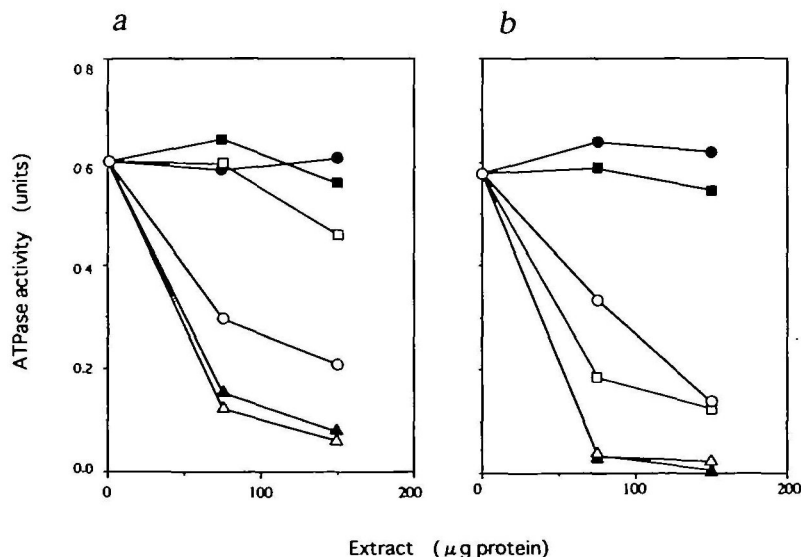 a b
0.8
0.6
0.4
0.2
0.0
ATPase activity (units)
0 100 200 0 100 200
Extract (μg protein)